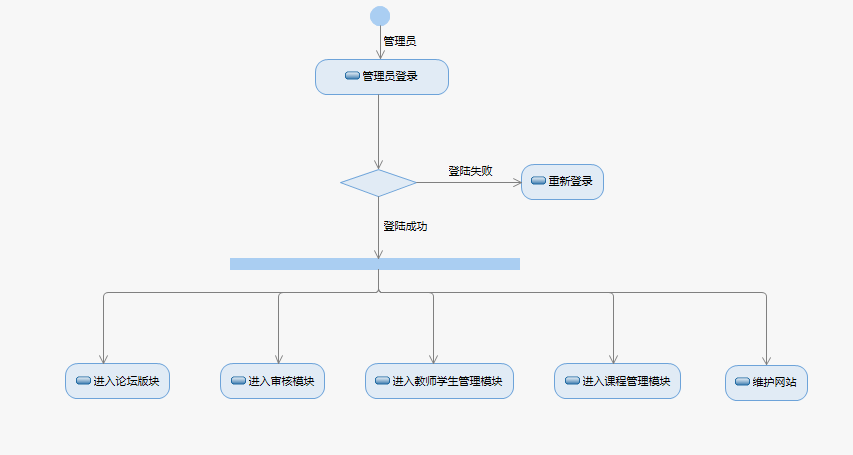 管理员
管理员登录
登陆失败
重新登录
登陆成功
进入论坛版块
进入审核模块
进入教师学生管理模块
进入课程管理模块
维护网站